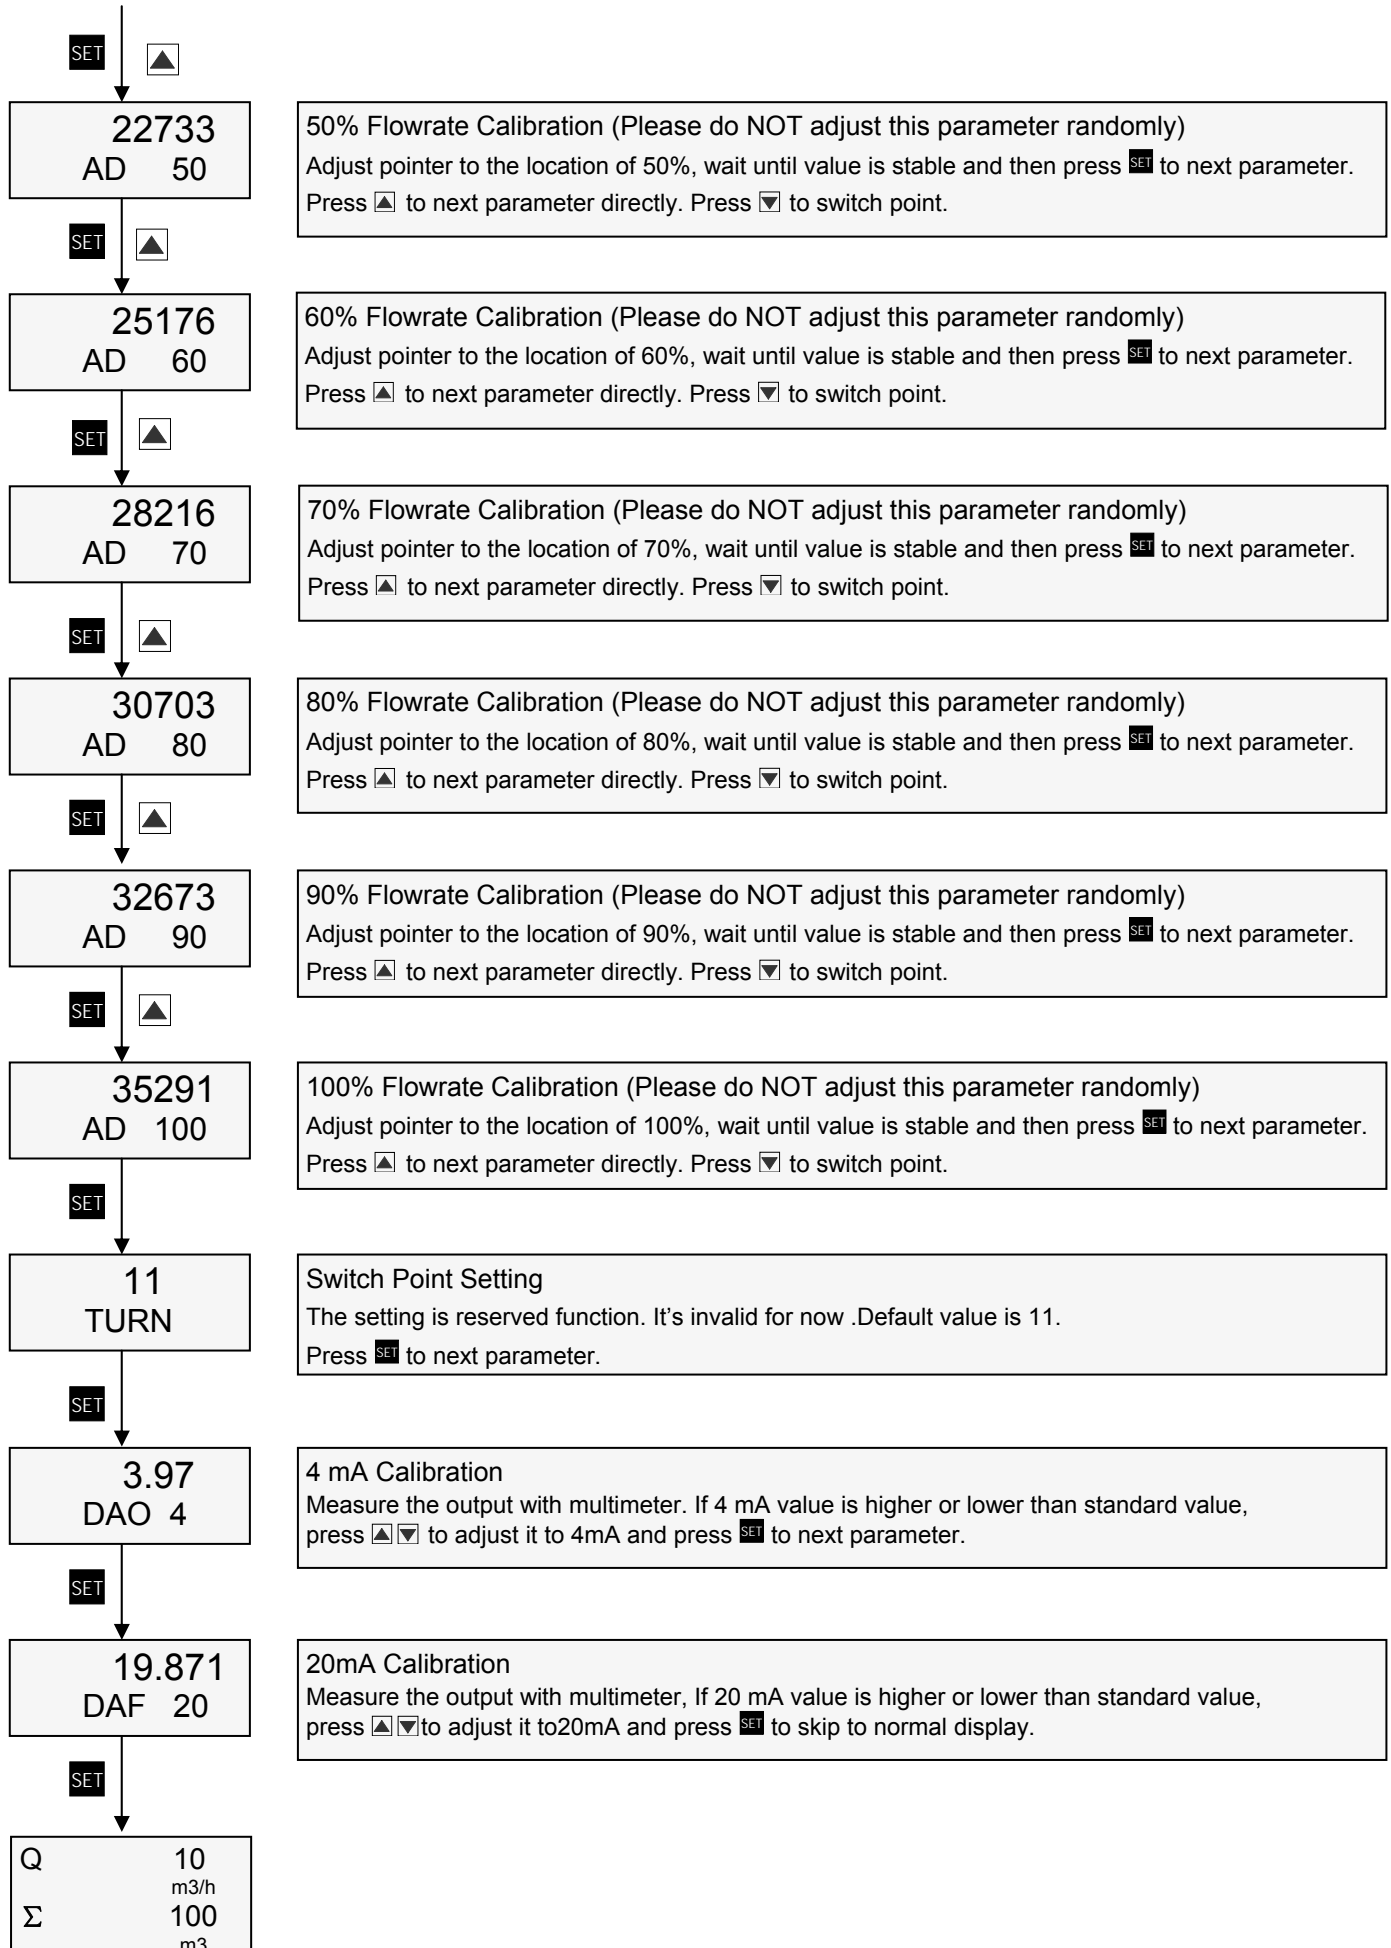 SET ▲
22733
AD 50
50% Flowrate Calibration (Please do NOT adjust this parameter randomly)
Adjust pointer to the location of 50%, wait until value is stable and then press SET to next parameter.
Press ▲ to next parameter directly. Press ▼ to switch point.
SET ▲
25176
AD 60
60% Flowrate Calibration (Please do NOT adjust this parameter randomly)
Adjust pointer to the location of 60%, wait until value is stable and then press SET to next parameter.
Press ▲ to next parameter directly. Press ▼ to switch point.
SET ▲
28216
AD 70
70% Flowrate Calibration (Please do NOT adjust this parameter randomly)
Adjust pointer to the location of 70%, wait until value is stable and then press SET to next parameter.
Press ▲ to next parameter directly. Press ▼ to switch point.
SET ▲
30703
AD 80
80% Flowrate Calibration (Please do NOT adjust this parameter randomly)
Adjust pointer to the location of 80%, wait until value is stable and then press SET to next parameter.
Press ▲ to next parameter directly. Press ▼ to switch point.
SET ▲
32673
AD 90
90% Flowrate Calibration (Please do NOT adjust this parameter randomly)
Adjust pointer to the location of 90%, wait until value is stable and then press SET to next parameter.
Press ▲ to next parameter directly. Press ▼ to switch point.
SET ▲
35291
AD 100
100% Flowrate Calibration (Please do NOT adjust this parameter randomly)
Adjust pointer to the location of 100%, wait until value is stable and then press SET to next parameter.
Press ▲ to next parameter directly. Press ▼ to switch point.
SET
11
TURN
Switch Point Setting
The setting is reserved function. It's invalid for now .Default value is 11.
Press SET to next parameter.
SET
3.97
DAO 4
4 mA Calibration
Measure the output with multimeter. If 4 mA value is higher or lower than standard value,
press ▲▼ to adjust it to 4mA and press SET to next parameter.
SET
19.871
DAF 20
20mA Calibration
Measure the output with multimeter, If 20 mA value is higher or lower than standard value,
press ▲▼to adjust it to20mA and press SET to skip to normal display.
SET
Q 10
m3/h
Σ 100
m3